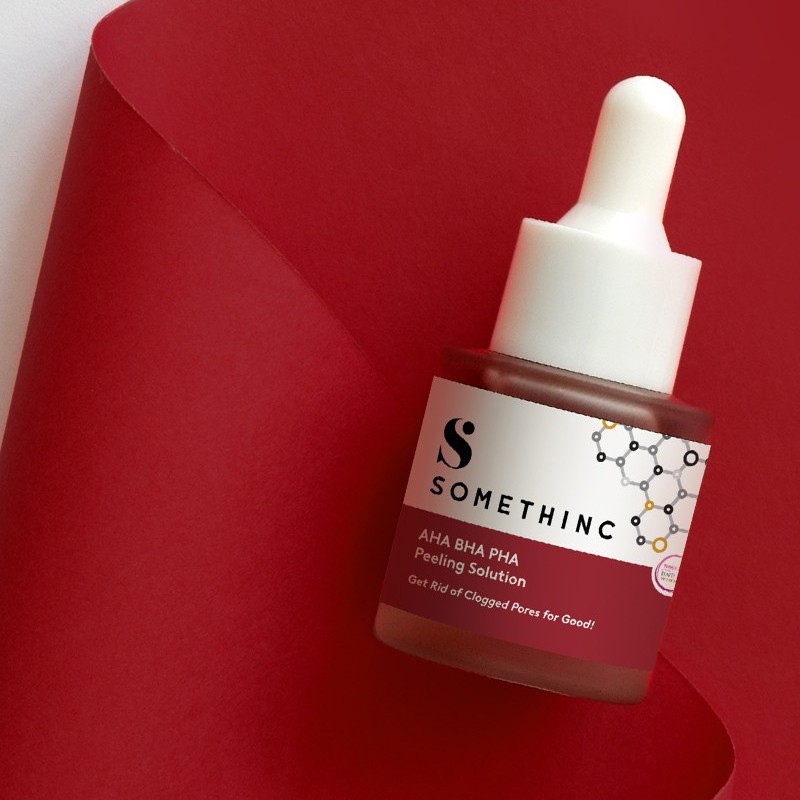 S
SOMETHINC
AHA BHA PHA
Peeling Solution
Get Rid of Clogged Pores for Good!